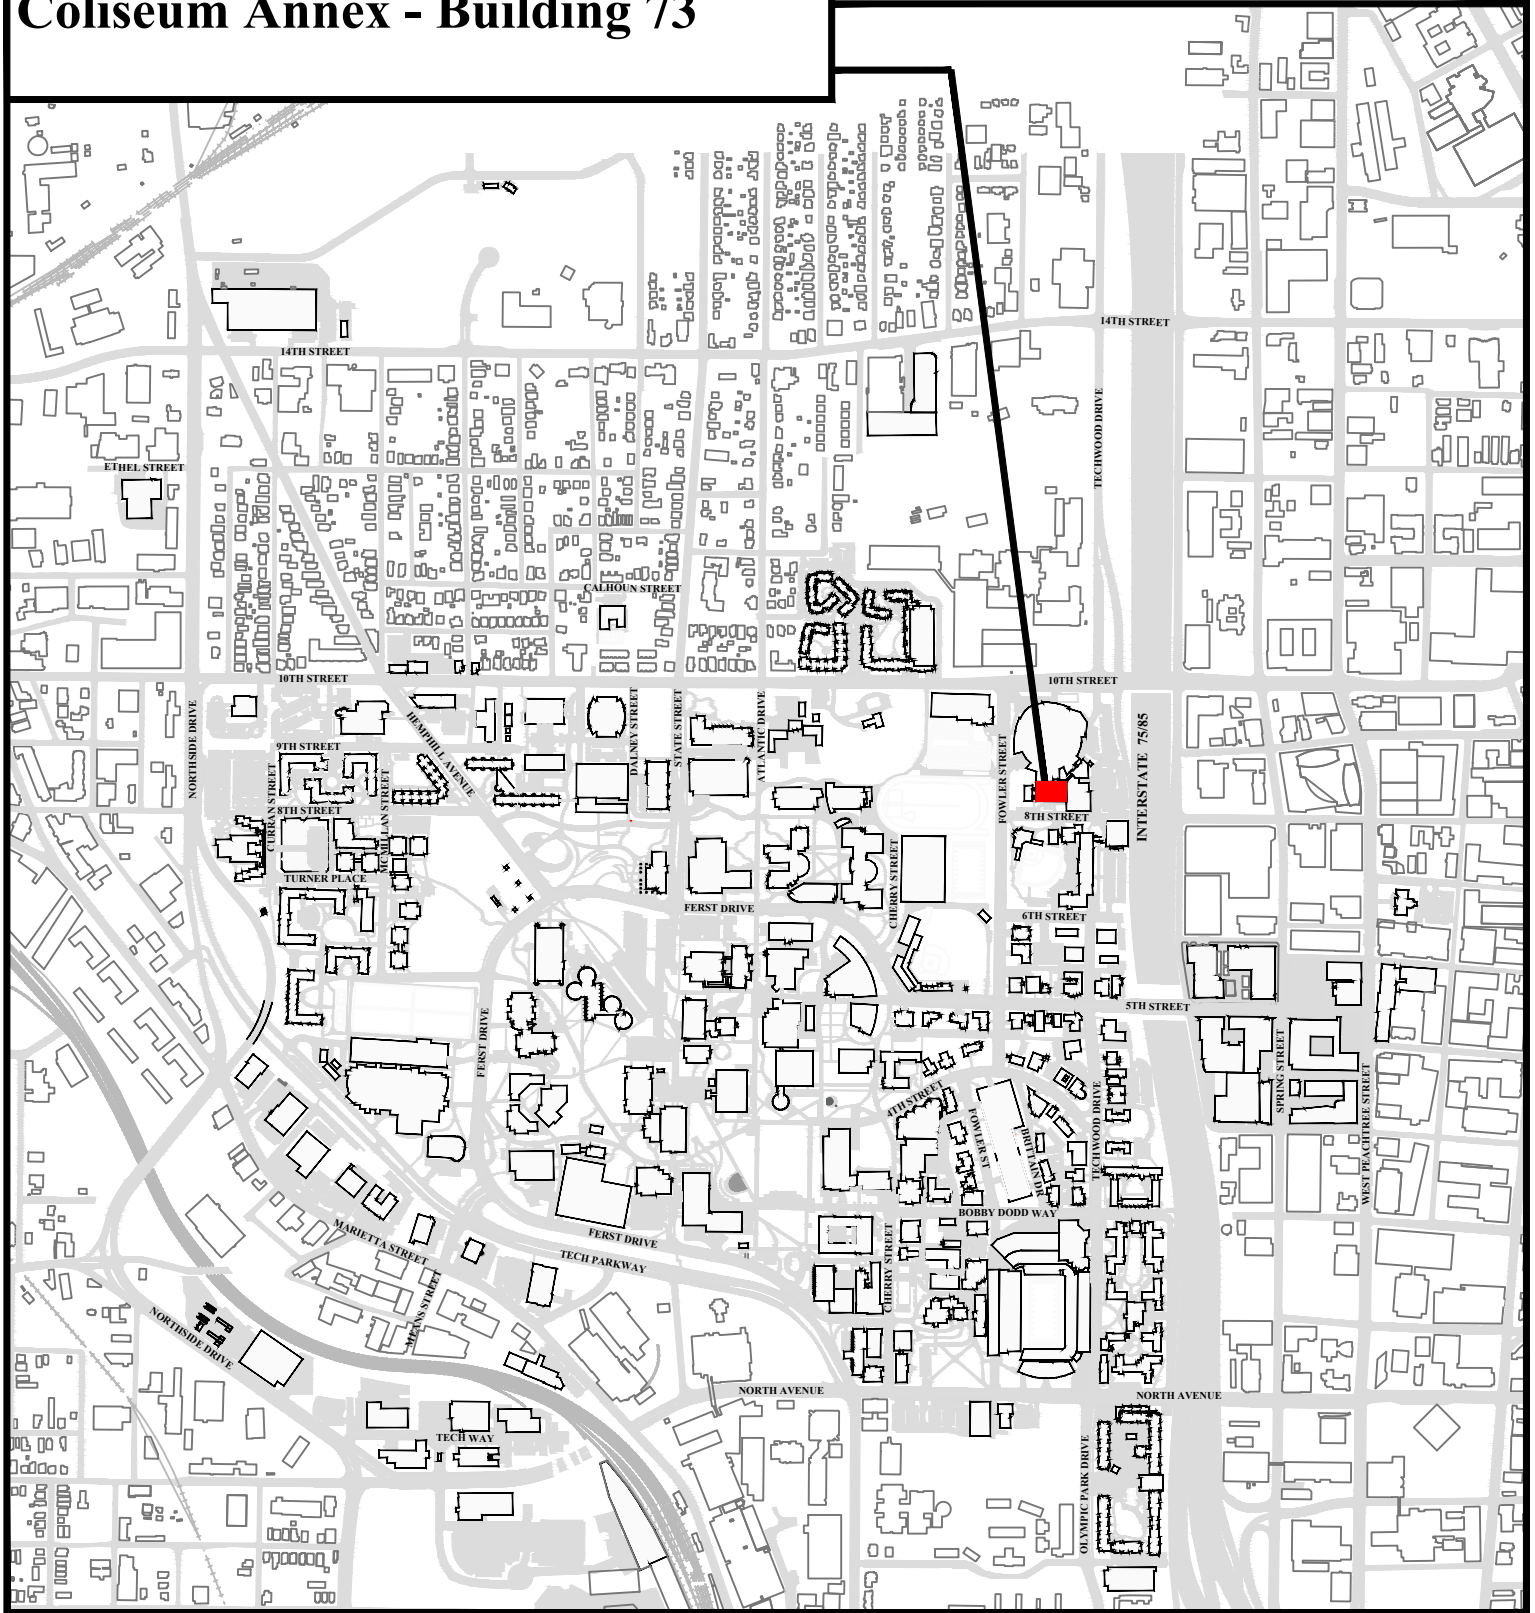 Coliseum Annex - Building 73
14TH STREET
14TH STREET
TECHWOOD DRIVE
ETHEL STREET
CALHOUN STREET
10TH STREET
10TH STREET
NORTHSIDE DRIVE
HEMPHILL AVENUE
DALNEY STREET
STATE STREET
ATLANTIC DRIVE
FOWLER STREET
INTERSTATE 75/85
9TH STREET
CURRAN STREET
MCMILLAN STREET
8TH STREET
8TH STREET
TURNER PLACE
CHERRY STREET
FERST DRIVE
6TH STREET
5TH STREET
FERST DRIVE
SPRING STREET
WEST PEACHTREE STREET
4TH STREET
FOWLER ST
BRITTAIN DR
TECHWOOD DRIVE
BOBBY DODD WAY
MARIETTA STREET
FERST DRIVE
TECH PARKWAY
CHERRY STREET
MEANS STREET
NORTHSIDE DRIVE
NORTH AVENUE
NORTH AVENUE
TECH WAY
OLYMPIC PARK DRIVE